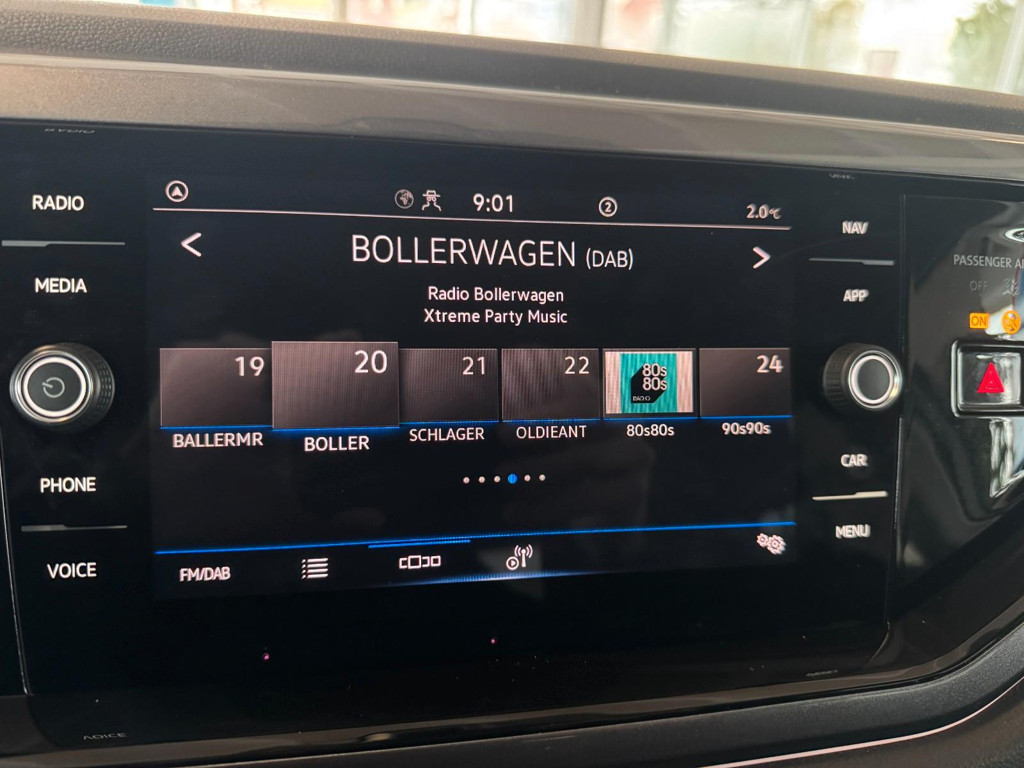 RADIO
MEDIA
PHONE
VOICE
9:01
2
2.0°C
< BOLLERWAGEN (DAB) >
Radio Bollerwagen
Xtreme Party Music
19 20 21 22 24
80s
80s
RADIO
BALLERMR BOLLER SCHLAGER OLDIEANT 80s80s 90s90s
FM/DAB
NAV
APP
CAR
MENU
PASSENGER AI
OFF
ON